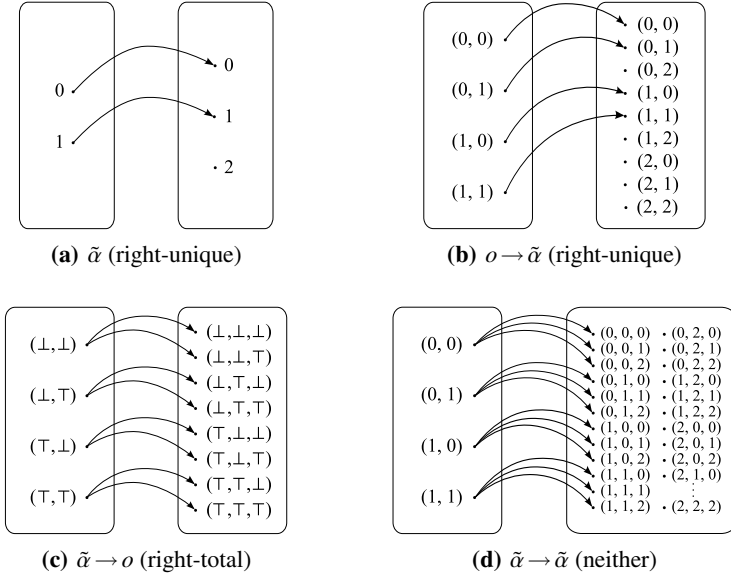 0
1
0
1
2
(a) α̃ (right-unique)
(0, 0)
(0, 1)
(1, 0)
(1, 1)
(0, 0)
(0, 1)
(0, 2)
(1, 0)
(1, 1)
(1, 2)
(2, 0)
(2, 1)
(2, 2)
(b) o → α̃ (right-unique)
(⊥,⊥)
(⊥,⊤)
(⊤,⊥)
(⊤,⊤)
(⊥,⊥,⊥)
(⊥,⊥,⊤)
(⊥,⊤,⊥)
(⊥,⊤,⊤)
(⊤,⊥,⊥)
(⊤,⊥,⊤)
(⊤,⊤,⊥)
(⊤,⊤,⊤)
(c) α̃ → o (right-total)
(0, 0)
(0, 1)
(1, 0)
(1, 1)
(0, 0, 0) (0, 2, 0)
(0, 0, 1) (0, 2, 1)
(0, 0, 2) (0, 2, 2)
(0, 1, 0) (1, 2, 0)
(0, 1, 1) (1, 2, 1)
(0, 1, 2) (1, 2, 2)
(1, 0, 0) (2, 0, 0)
(1, 0, 1) (2, 0, 1)
(1, 0, 2) (2, 0, 2)
(1, 1, 0) (2, 1, 0)
(1, 1, 1) ⋮
(1, 1, 2) (2, 2, 2)
(d) α̃ → α̃ (neither)